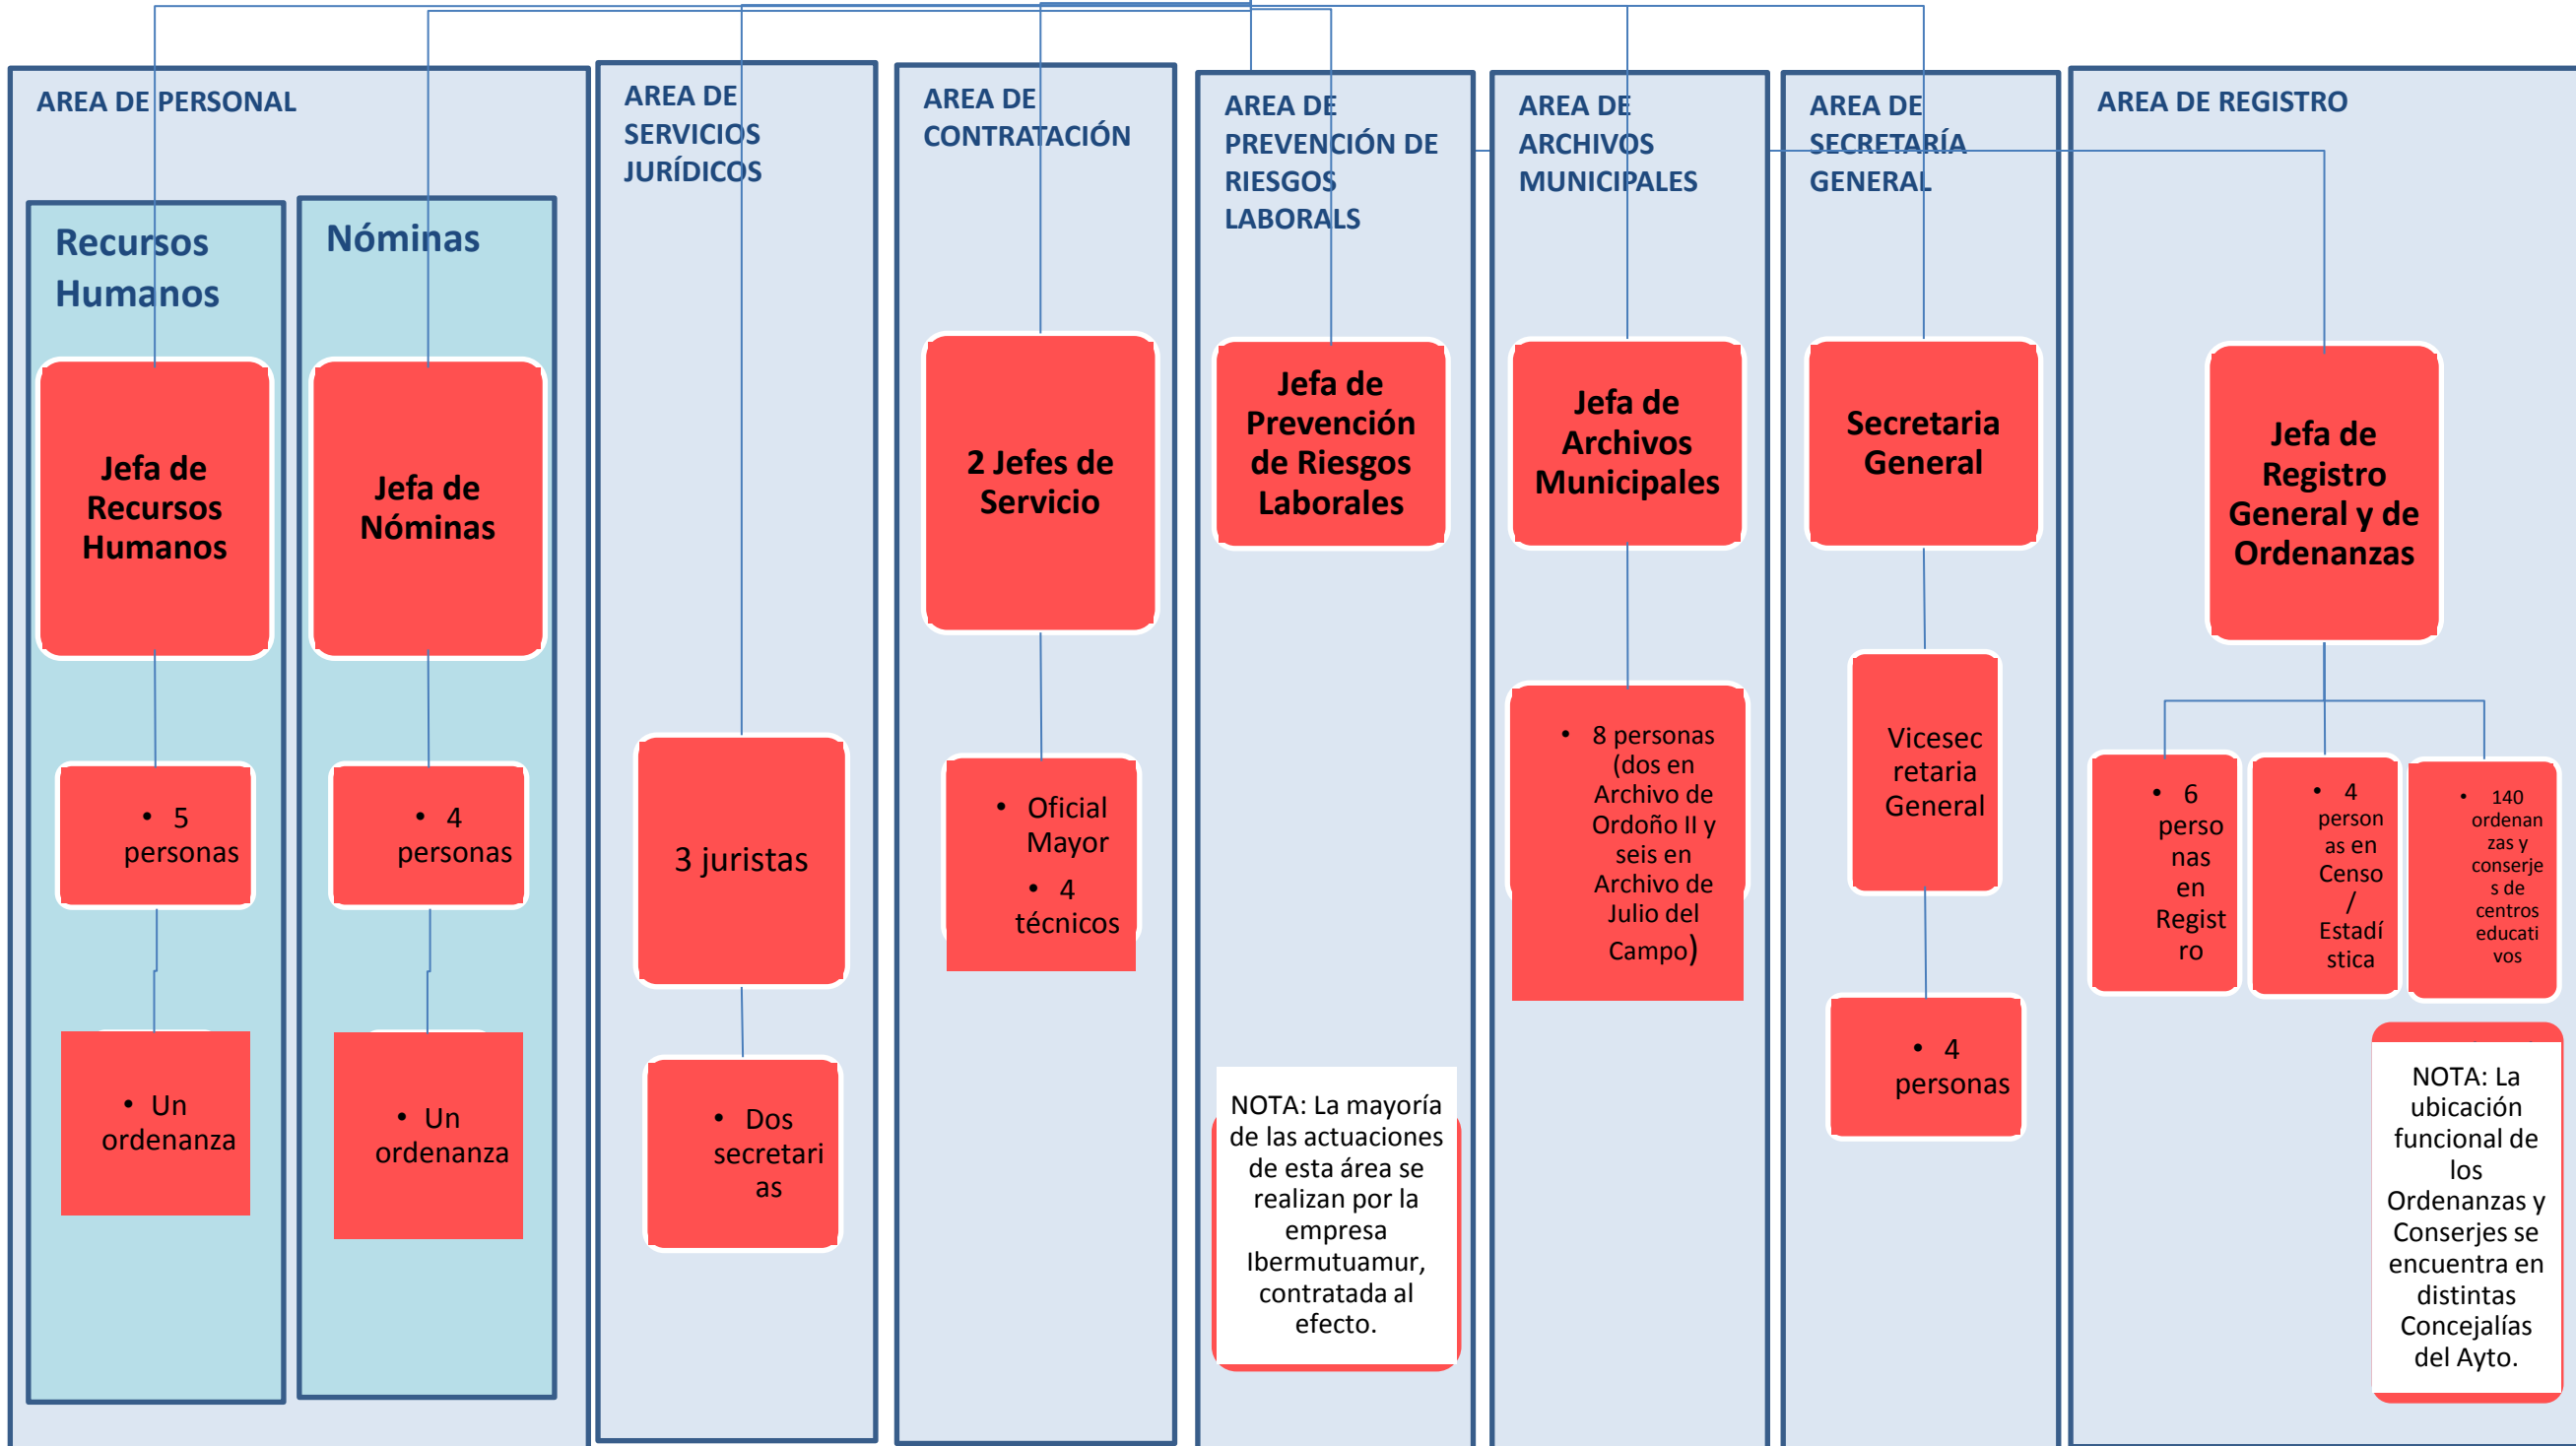 AREA DE PERSONAL
Recursos
Humanos
Jefa de
Recursos
Humanos
• 5
personas
• Un
ordenanza
Nóminas
Jefa de
Nóminas
• 4
personas
• Un
ordenanza
AREA DE
SERVICIOS
JURÍDICOS
3 juristas
• Dos
secretari
as
AREA DE
CONTRATACIÓN
2 Jefes de
Servicio
• Oficial
Mayor
• 4
técnicos
AREA DE
PREVENCIÓN DE
RIESGOS
LABORALS
Jefa de
Prevención
de Riesgos
Laborales
NOTA: La mayoría
de las actuaciones
de esta área se
realizan por la
empresa
Ibermutuamur,
contratada al
efecto.
AREA DE
ARCHIVOS
MUNICIPALES
Jefa de
Archivos
Municipales
• 8 personas
(dos en
Archivo de
Ordoño II y
seis en
Archivo de
Julio del
Campo)
AREA DE
SECRETARÍA
GENERAL
Secretaria
General
Vicesec
retaria
General
• 4
personas
AREA DE REGISTRO
Jefa de
Registro
General y de
Ordenanzas
• 6
perso
nas
en
Regist
ro
• 4
person
as en
Censo
/
Estadí
stica
• 140
ordenan
zas y
conserje
s de
centros
educati
vos
NOTA: La
ubicación
funcional de
los
Ordenanzas y
Conserjes se
encuentra en
distintas
Concejalías
del Ayto.